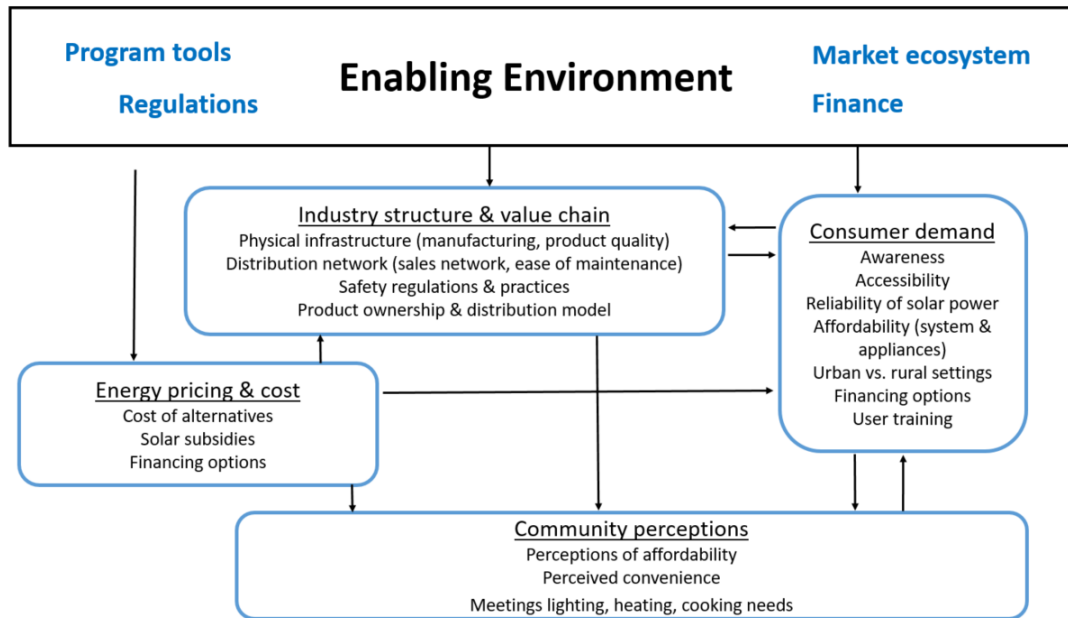 Program tools
Regulations
Enabling Environment
Market ecosystem
Finance
Industry structure & value chain
Physical infrastructure (manufacturing, product quality)
Distribution network (sales network, ease of maintenance)
Safety regulations & practices
Product ownership & distribution model
Consumer demand
Awareness
Accessibility
Reliability of solar power
Affordability (system &
appliances)
Urban vs. rural settings
Financing options
User training
Energy pricing & cost
Cost of alternatives
Solar subsidies
Financing options
Community perceptions
Perceptions of affordability
Perceived convenience
Meetings lighting, heating, cooking needs